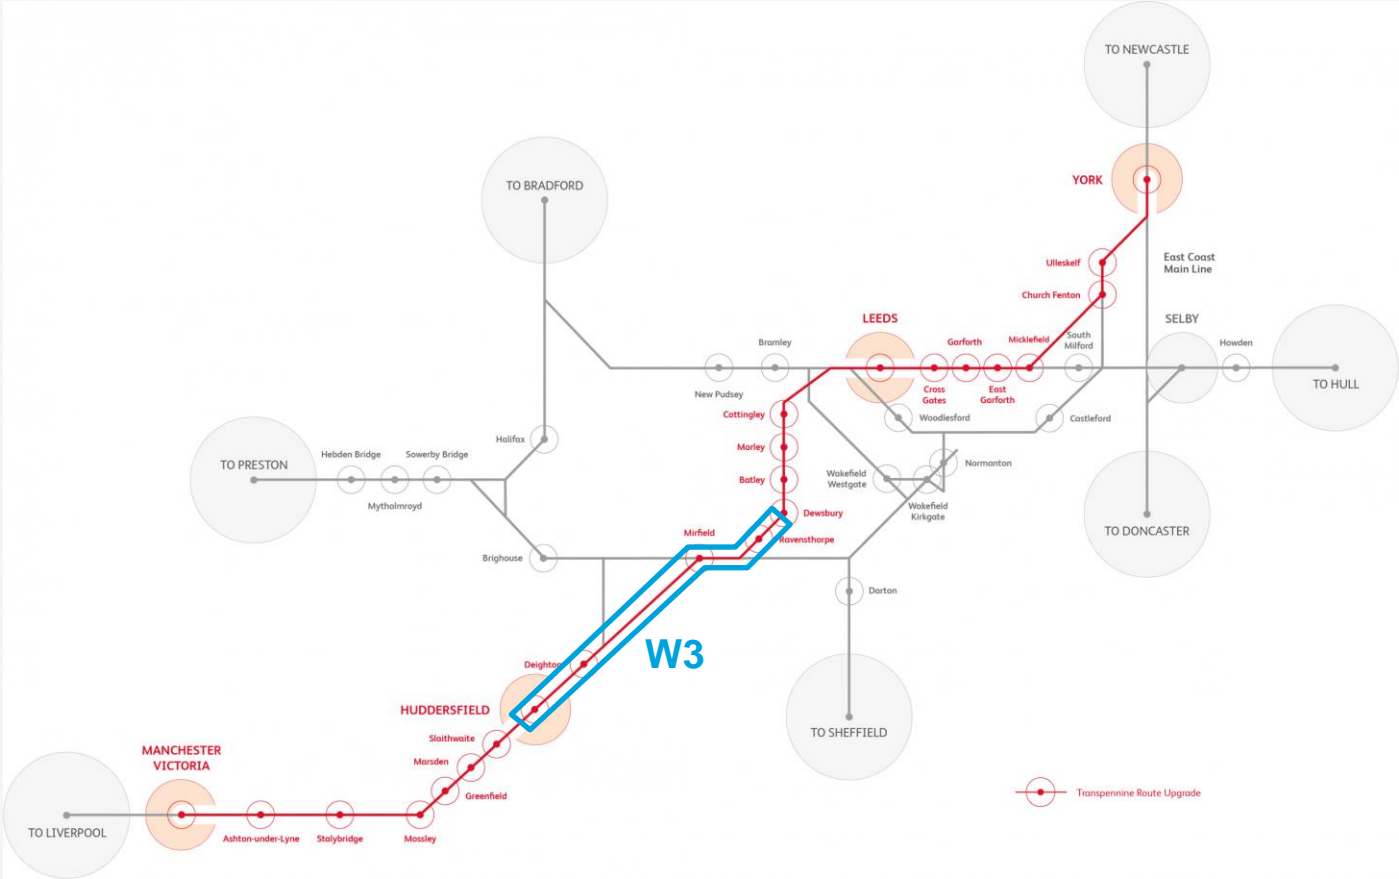 TO NEWCASTLE
YORK
TO BRADFORD
Ulleskelf
East Coast
Main Line
Church Fenton
LEEDS
SELBY
Bramley
Garforth
Micklefield
South
Milford
Howden
New Pudsey
Cross
Gates
East
Garforth
TO HULL
Cottingley
Woodlesford
Castleford
Halifax
Morley
TO PRESTON
Hebden Bridge
Sowerby Bridge
Normanton
Batley
Wakefield
Westgate
Mytholmroyd
Wakefield
Kirkgate
Dewsbury
TO DONCASTER
Mirfield
Ravensthorpe
Brighouse
Darton
W3
Deighton
HUDDERSFIELD
TO SHEFFIELD
Slaithwaite
MANCHESTER
VICTORIA
Marsden
Greenfield
Transpennine Route Upgrade
TO LIVERPOOL
Ashton-under-Lyne
Stalybridge
Mossley